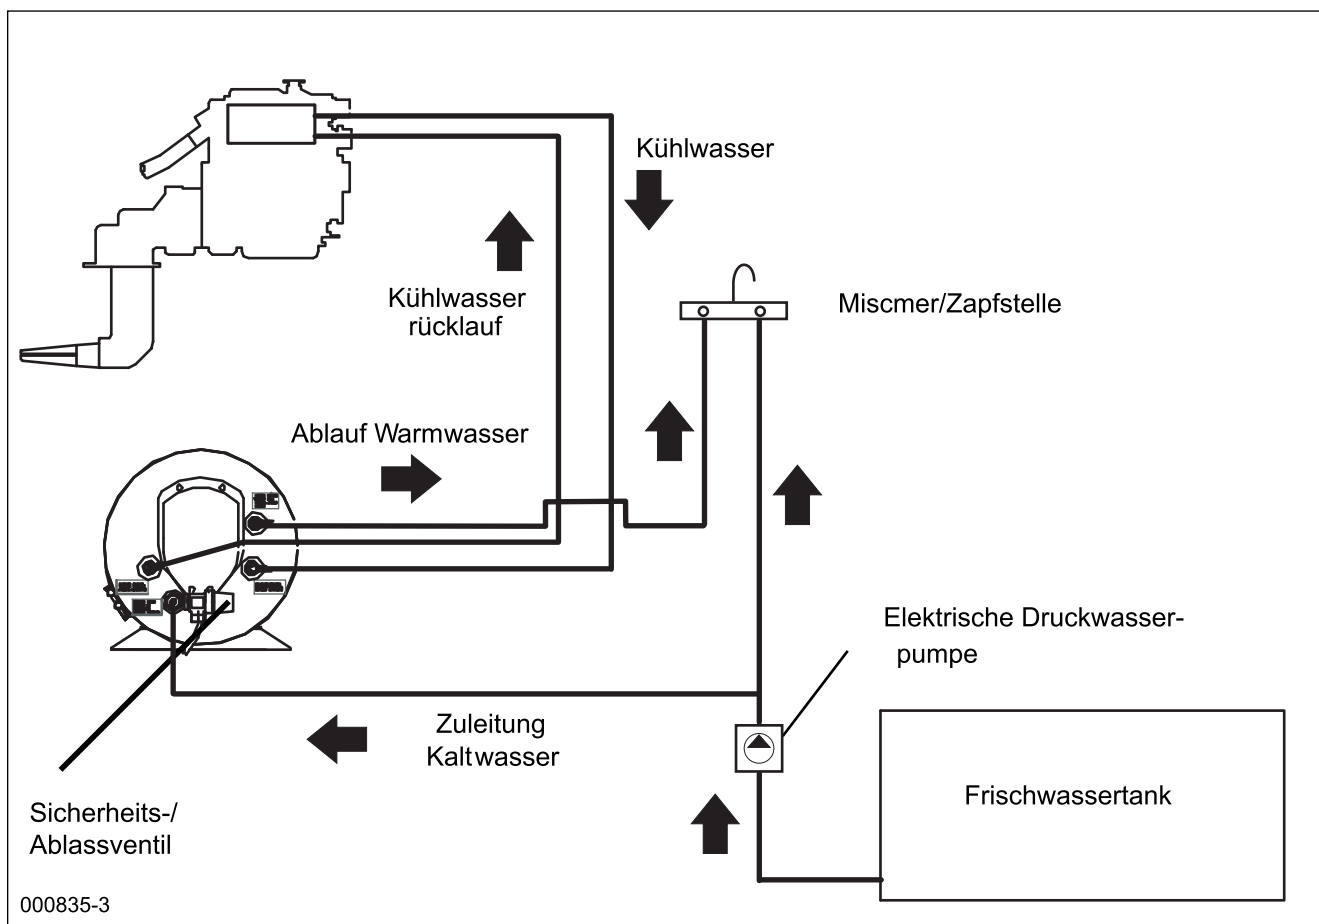 Kühlwasser
Kühlwasser
rücklauf
Miscmer/Zapfstelle
Ablauf Warmwasser
Elektrische Druckwasser-
pumpe
Zuleitung
Kaltwasser
Frischwassertank
Sicherheits-/
Ablassventil
000835-3